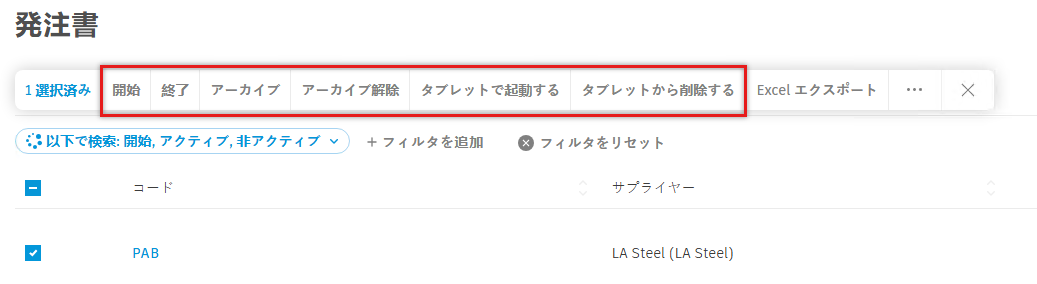 発注書
1 選択済み 開始 終了 アーカイブ アーカイブ解除 タブレットで起動する タブレットから削除する Excel エクスポート ...
以下で検索: 開始, アクティブ, 非アクティブ + フィルタを追加 フィルタをリセット
コード サプライヤー
PAB LA Steel (LA Steel)